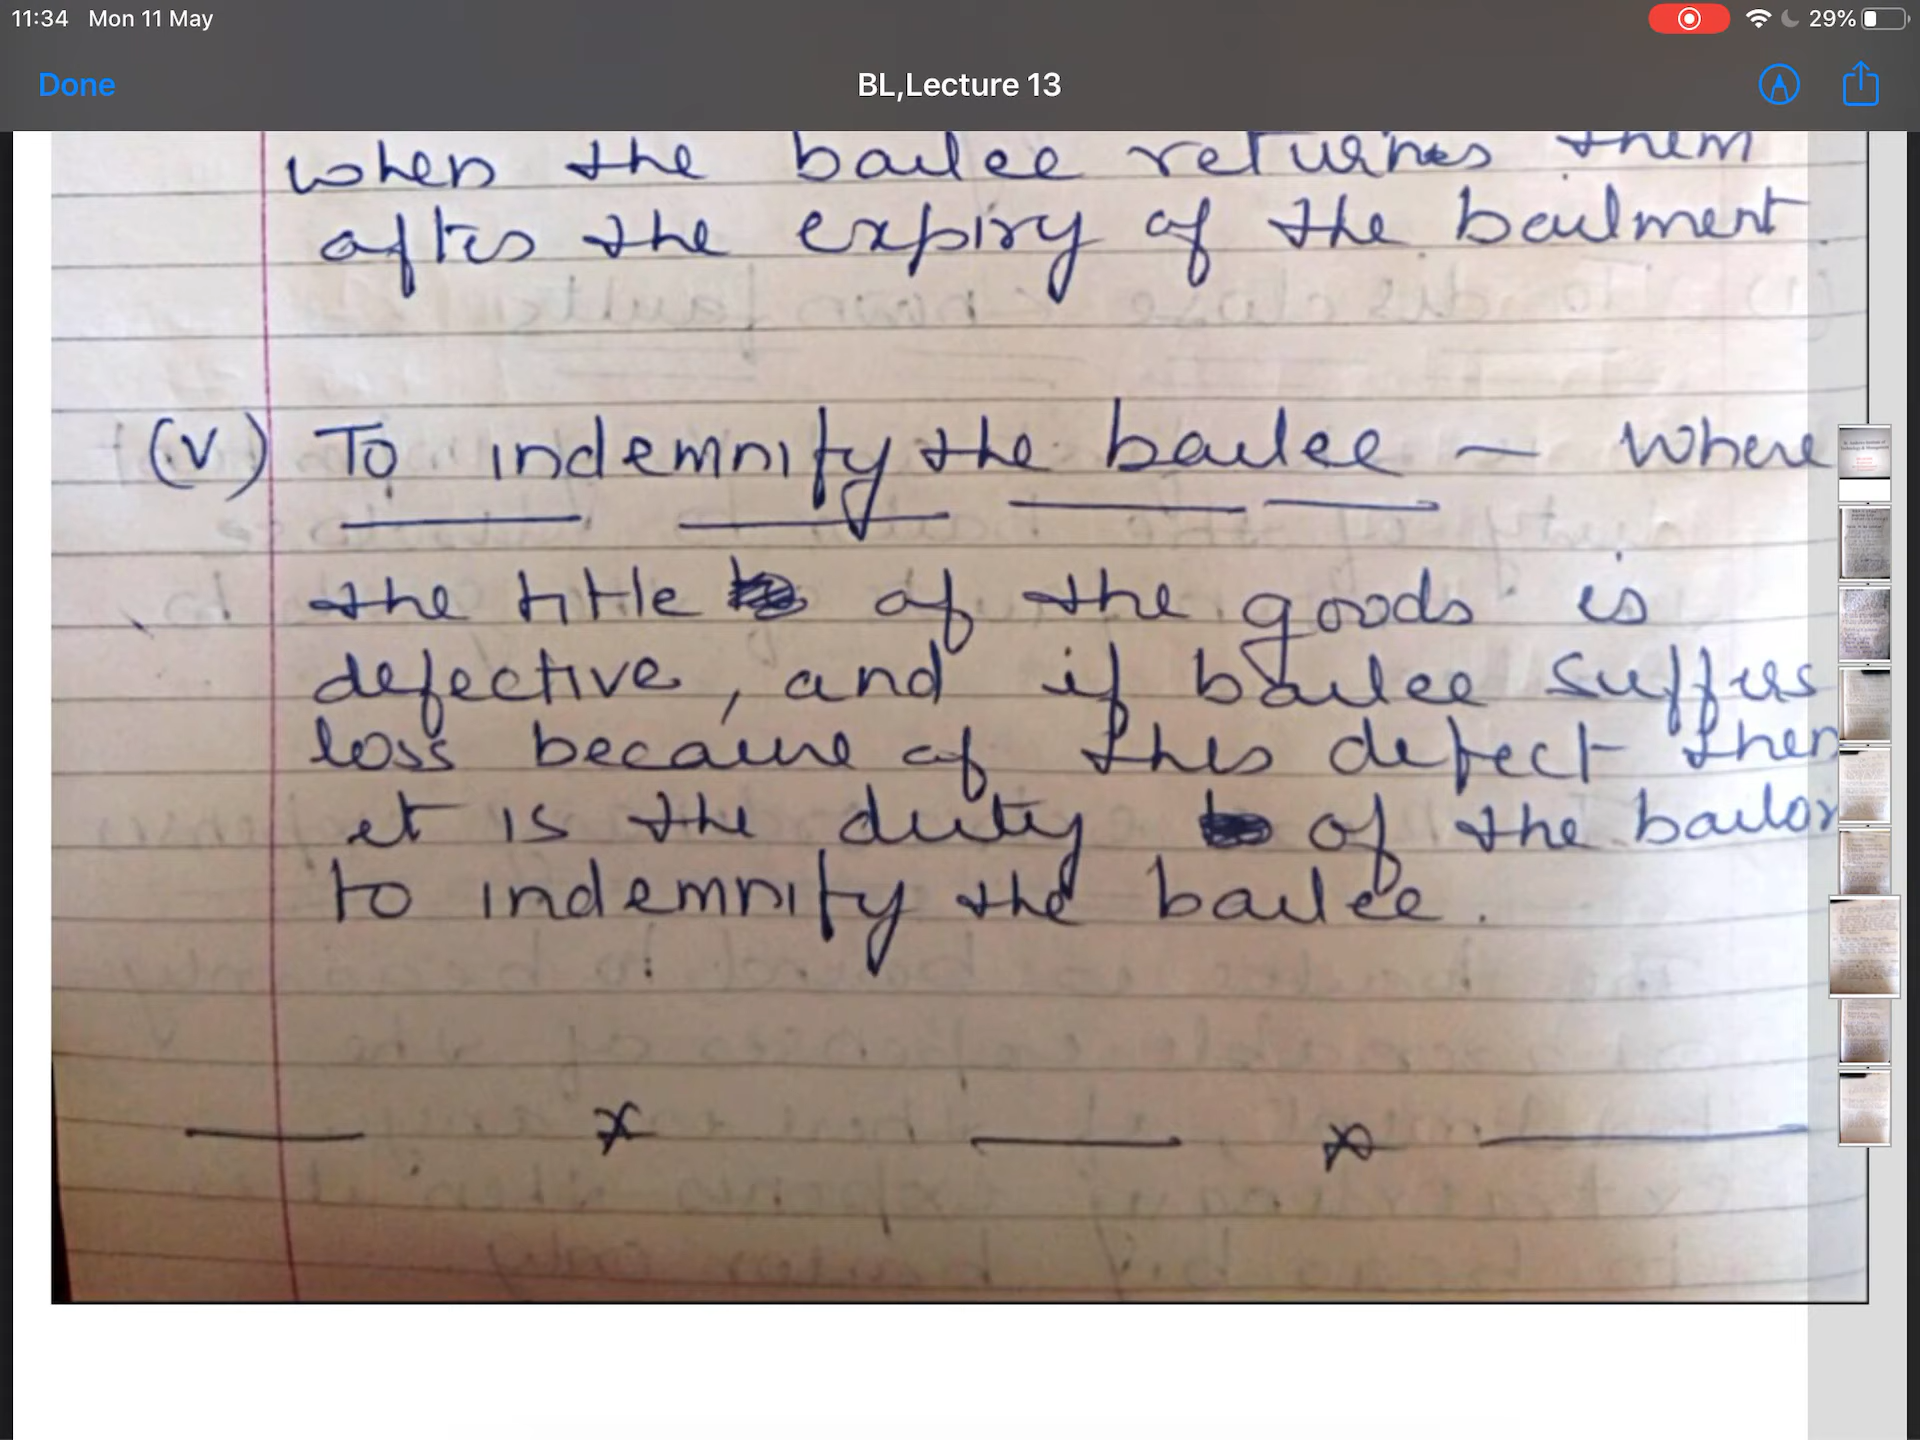 11:34 Mon 11 May 29%
Done BL,Lecture 13
when the bailee returnes them
after the expiry of the bailment
(v) To indemnify the bailee – where
the title of the goods is
defective, and if bailee suffers
loss because of this defect then
it is the duty of the bailor
to indemnify the bailee.